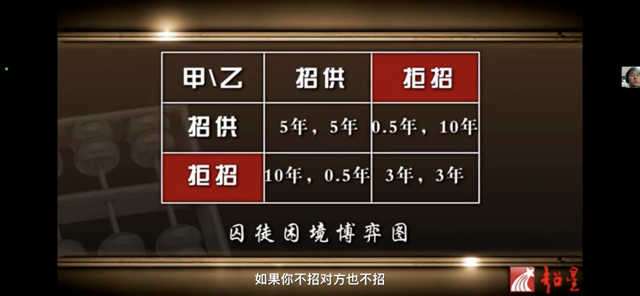 甲\乙 招供 拒招
招供 5年，5年 0.5年，10年
拒招 10年，0.5年 3年，3年
囚徒困境博弈图
如果你不招对方也不招
超星